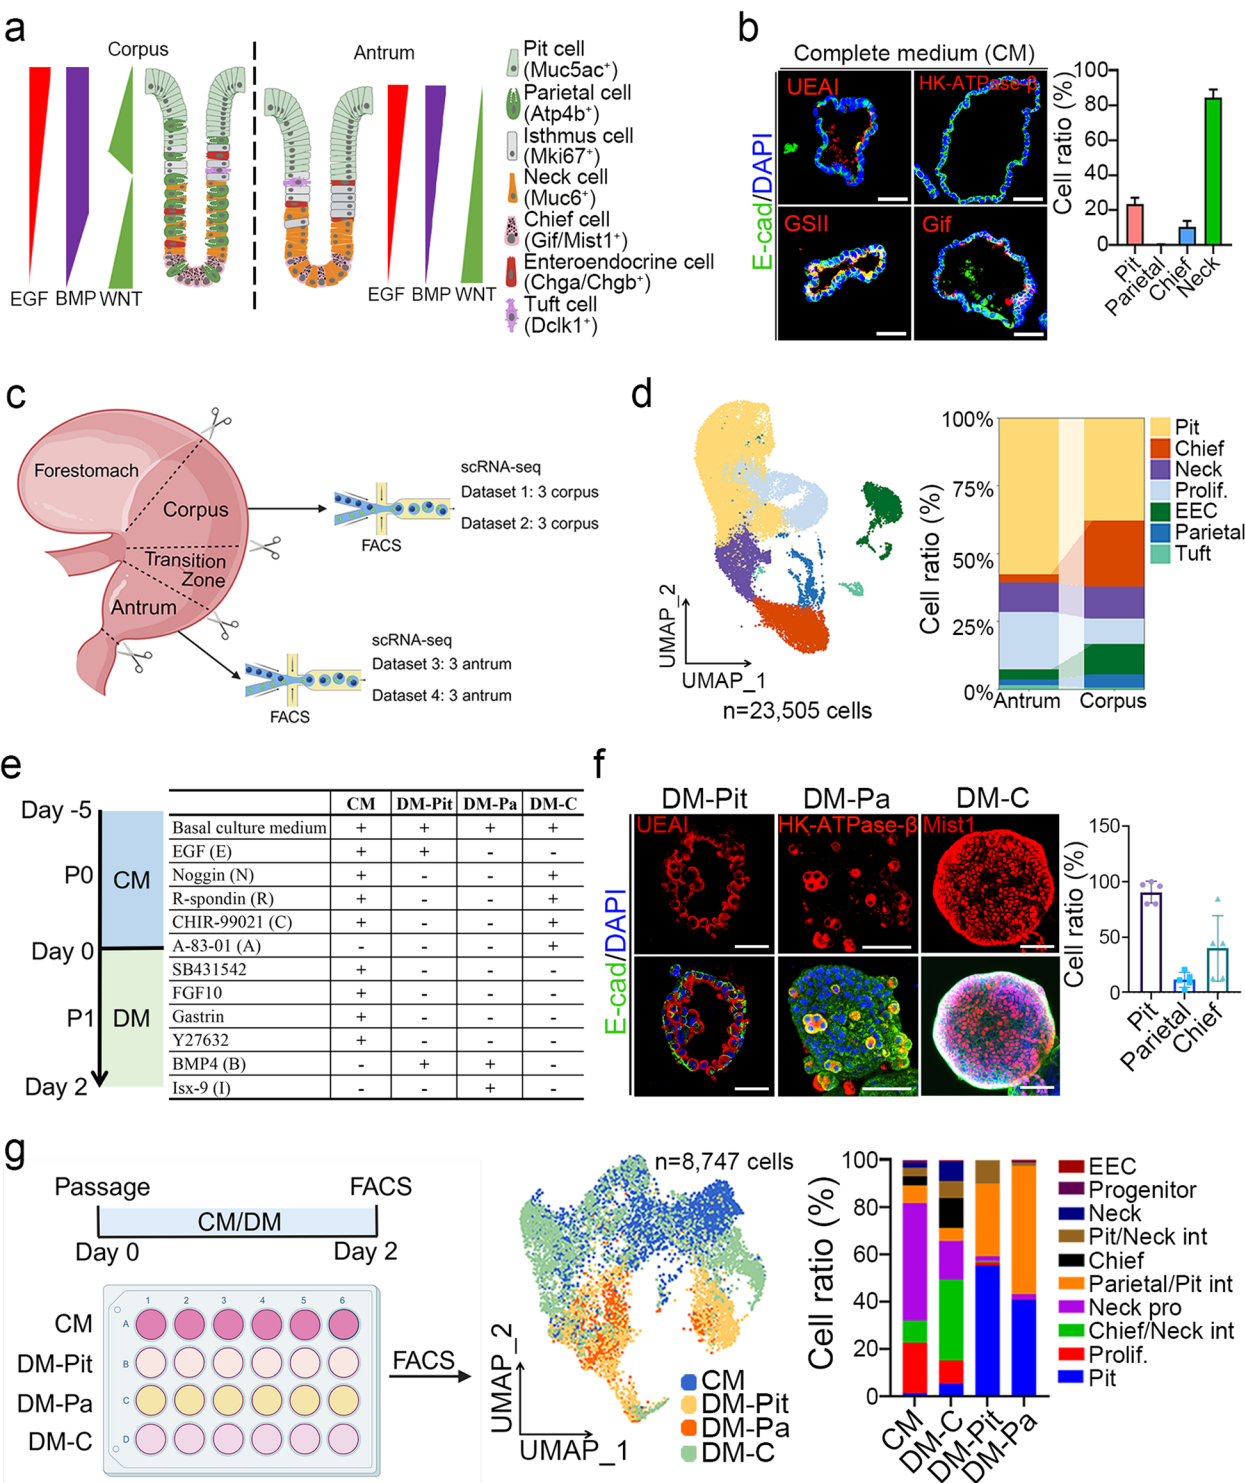 a
Corpus
Antrum
EGF BMP WNT
EGF BMP WNT
Pit cell
(Muc5ac+)
Parietal cell
(Atp4b+)
Isthmus cell
(Mki67+)
Neck cell
(Muc6+)
Chief cell
(Gif/Mist1+)
Enteroendocrine cell
(Chga/Chgb+)
Tuft cell
(Dclk1+)
b
Complete medium (CM)
E-cad/DAPI
UEAI
HK-ATPase-β
GSII
Gif
Cell ratio (%)
100
80
60
40
20
0
Pit
Parietal
Chief
Neck
c
Forestomach
Corpus
Transition
Zone
Antrum
FACS
scRNA-seq
Dataset 1: 3 corpus
Dataset 2: 3 corpus
FACS
scRNA-seq
Dataset 3: 3 antrum
Dataset 4: 3 antrum
d
UMAP_2
UMAP_1
n=23,505 cells
Cell ratio (%)
100%
75%
50%
25%
0%
Antrum
Corpus
Pit
Chief
Neck
Prolif.
EEC
Parietal
Tuft
e
Day -5
P0
CM
Day 0
P1
DM
Day 2
CM DM-Pit DM-Pa DM-C
Basal culture medium + + + +
EGF (E) + + - -
Noggin (N) + - - +
R-spondin (R) + - - +
CHIR-99021 (C) + - - +
A-83-01 (A) - - - +
SB431542 + - - -
FGF10 + - - -
Gastrin + - - -
Y27632 + - - -
BMP4 (B) - + + -
Isx-9 (I) - - + -
f
DM-Pit
DM-Pa
DM-C
E-cad/DAPI
UEAI
HK-ATPase-β
Mist1
Cell ratio (%)
150
100
50
0
Pit
Parietal
Chief
g
Passage
FACS
CM/DM
Day 0
Day 2
1 2 3 4 5 6
CM
A
DM-Pit
B
DM-Pa
C
DM-C
D
FACS
n=8,747 cells
UMAP_2
UMAP_1
CM
DM-Pit
DM-Pa
DM-C
Cell ratio (%)
100
80
60
40
20
0
CM
DM-C
DM-Pit
DM-Pa
EEC
Progenitor
Neck
Pit/Neck int
Chief
Parietal/Pit int
Neck pro
Chief/Neck int
Prolif.
Pit